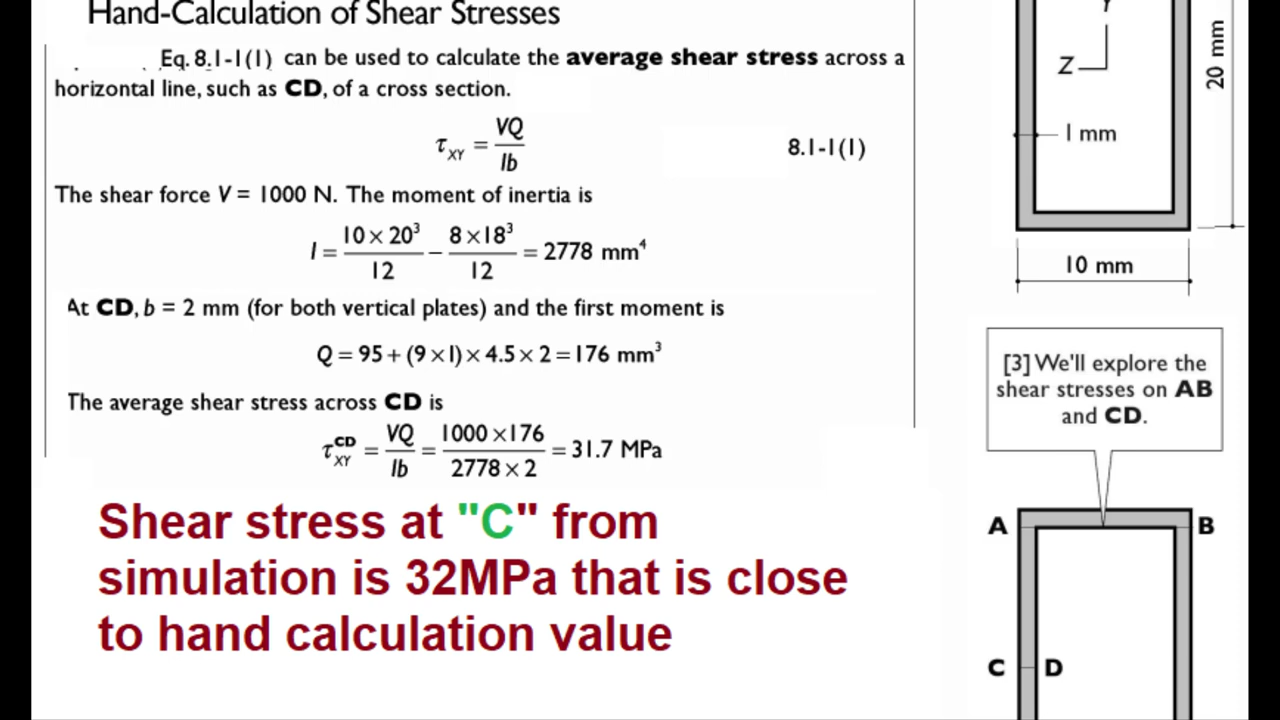 Hand-Calculation of Shear Stresses
Eq. 8.1-1(1) can be used to calculate the average shear stress across a
horizontal line, such as CD, of a cross section.
τ_XY = VQ/Ib 8.1-1(1)
The shear force V = 1000 N. The moment of inertia is
I = 10 × 20³/12 − 8 × 18³/12 = 2778 mm⁴
At CD, b = 2 mm (for both vertical plates) and the first moment is
Q = 95 + (9 × 1) × 4.5 × 2 = 176 mm³
The average shear stress across CD is
τ_XY^CD = VQ/Ib = 1000 × 176/2778 × 2 = 31.7 MPa
Shear stress at "C" from
simulation is 32MPa that is close
to hand calculation value
Y
Z
20 mm
1 mm
10 mm
[3] We'll explore the
shear stresses on AB
and CD.
A B
C D